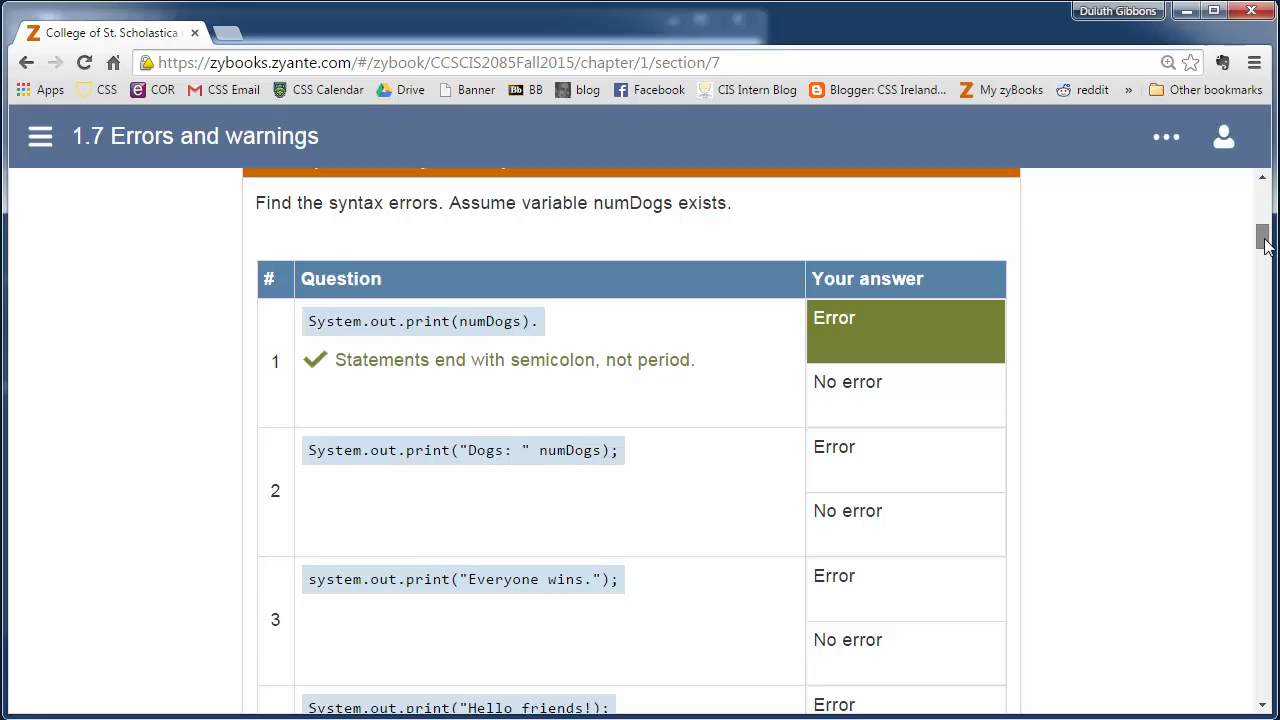 Duluth Gibbons
College of St. Scholastica
https://zybooks.zyante.com/#/zybook/CCSCIS2085Fall2015/chapter/1/section/7
Apps CSS COR CSS Email CSS Calendar Drive Banner BB blog Facebook CIS Intern Blog Blogger: CSS Ireland... My zyBooks reddit » Other bookmarks
1.7 Errors and warnings
Find the syntax errors. Assume variable numDogs exists.
# Question Your answer
1
System.out.print(numDogs).
Statements end with semicolon, not period.
Error
No error
2
System.out.print("Dogs: " numDogs);
Error
No error
3
system.out.print("Everyone wins.");
Error
No error
System.out.print("Hello friends!);
Error